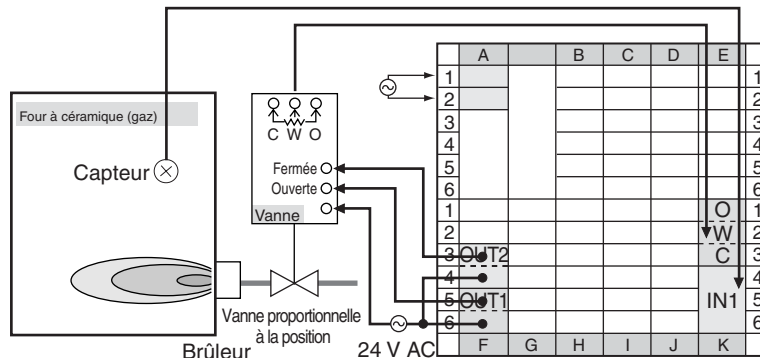 A B C D E
1 1
2 2
3 3
4 4
5 5
6 6
1 O 1
2 W 2
3 OUT2 C 3
4 4
5 OUT1 IN1 5
6 6
F G H I J K
Four à céramique (gaz)
Capteur
C W O
Fermée
Ouverte
Vanne
Vanne proportionnelle
à la position
Brûleur
24 V AC